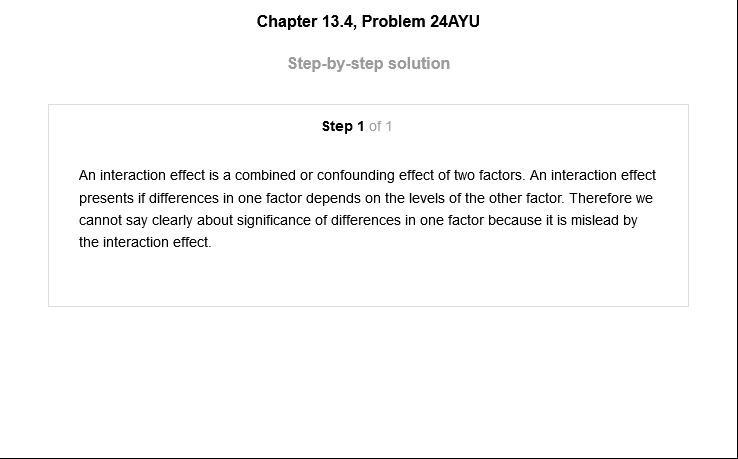 Chapter 13.4, Problem 24AYU
Step-by-step solution
Step 1 of 1
An interaction effect is a combined or confounding effect of two factors. An interaction effect
presents if differences in one factor depends on the levels of the other factor. Therefore we
cannot say clearly about significance of differences in one factor because it is mislead by
the interaction effect.